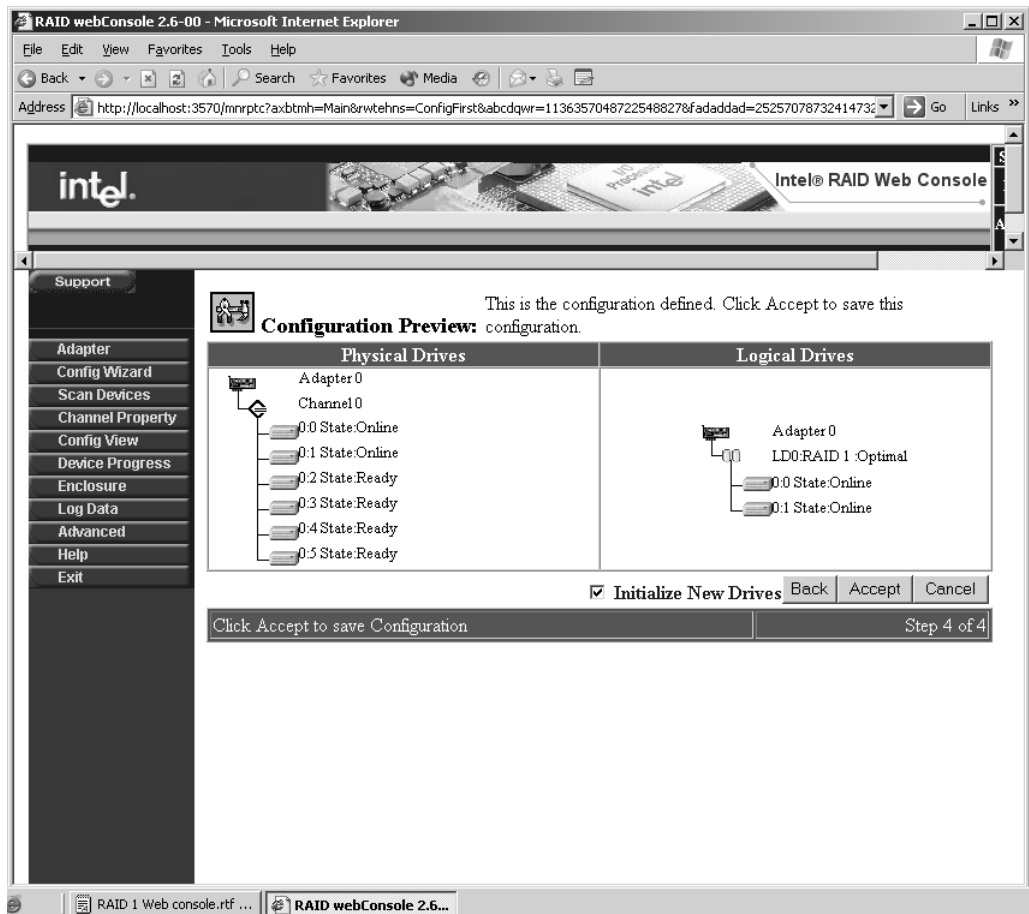 RAID webConsole 2.6-00 - Microsoft Internet Explorer
File Edit View Favorites Tools Help
Back Search Favorites Media
Address http://localhost:3570/mnrptc?axbtmh=Main&rwtehns=ConfigFirst&abcdqwr=11363570487225488​27&fadaddad=25257078732414732 Go Links »
intel.
I/O Processor intel
Intel® RAID Web Console
S
A
Support
Adapter
Config Wizard
Scan Devices
Channel Property
Config View
Device Progress
Enclosure
Log Data
Advanced
Help
Exit
Configuration Preview: This is the configuration defined. Click Accept to save this
configuration.
Physical Drives
Adapter 0
Channel 0
0:0 State:Online
0:1 State:Online
0:2 State:Ready
0:3 State:Ready
0:4 State:Ready
0:5 State:Ready
Logical Drives
Adapter 0
LD0:RAID 1 :Optimal
0:0 State:Online
0:1 State:Online
Initialize New Drives Back Accept Cancel
Click Accept to save Configuration Step 4 of 4
RAID 1 Web console.rtf ... RAID webConsole 2.6...